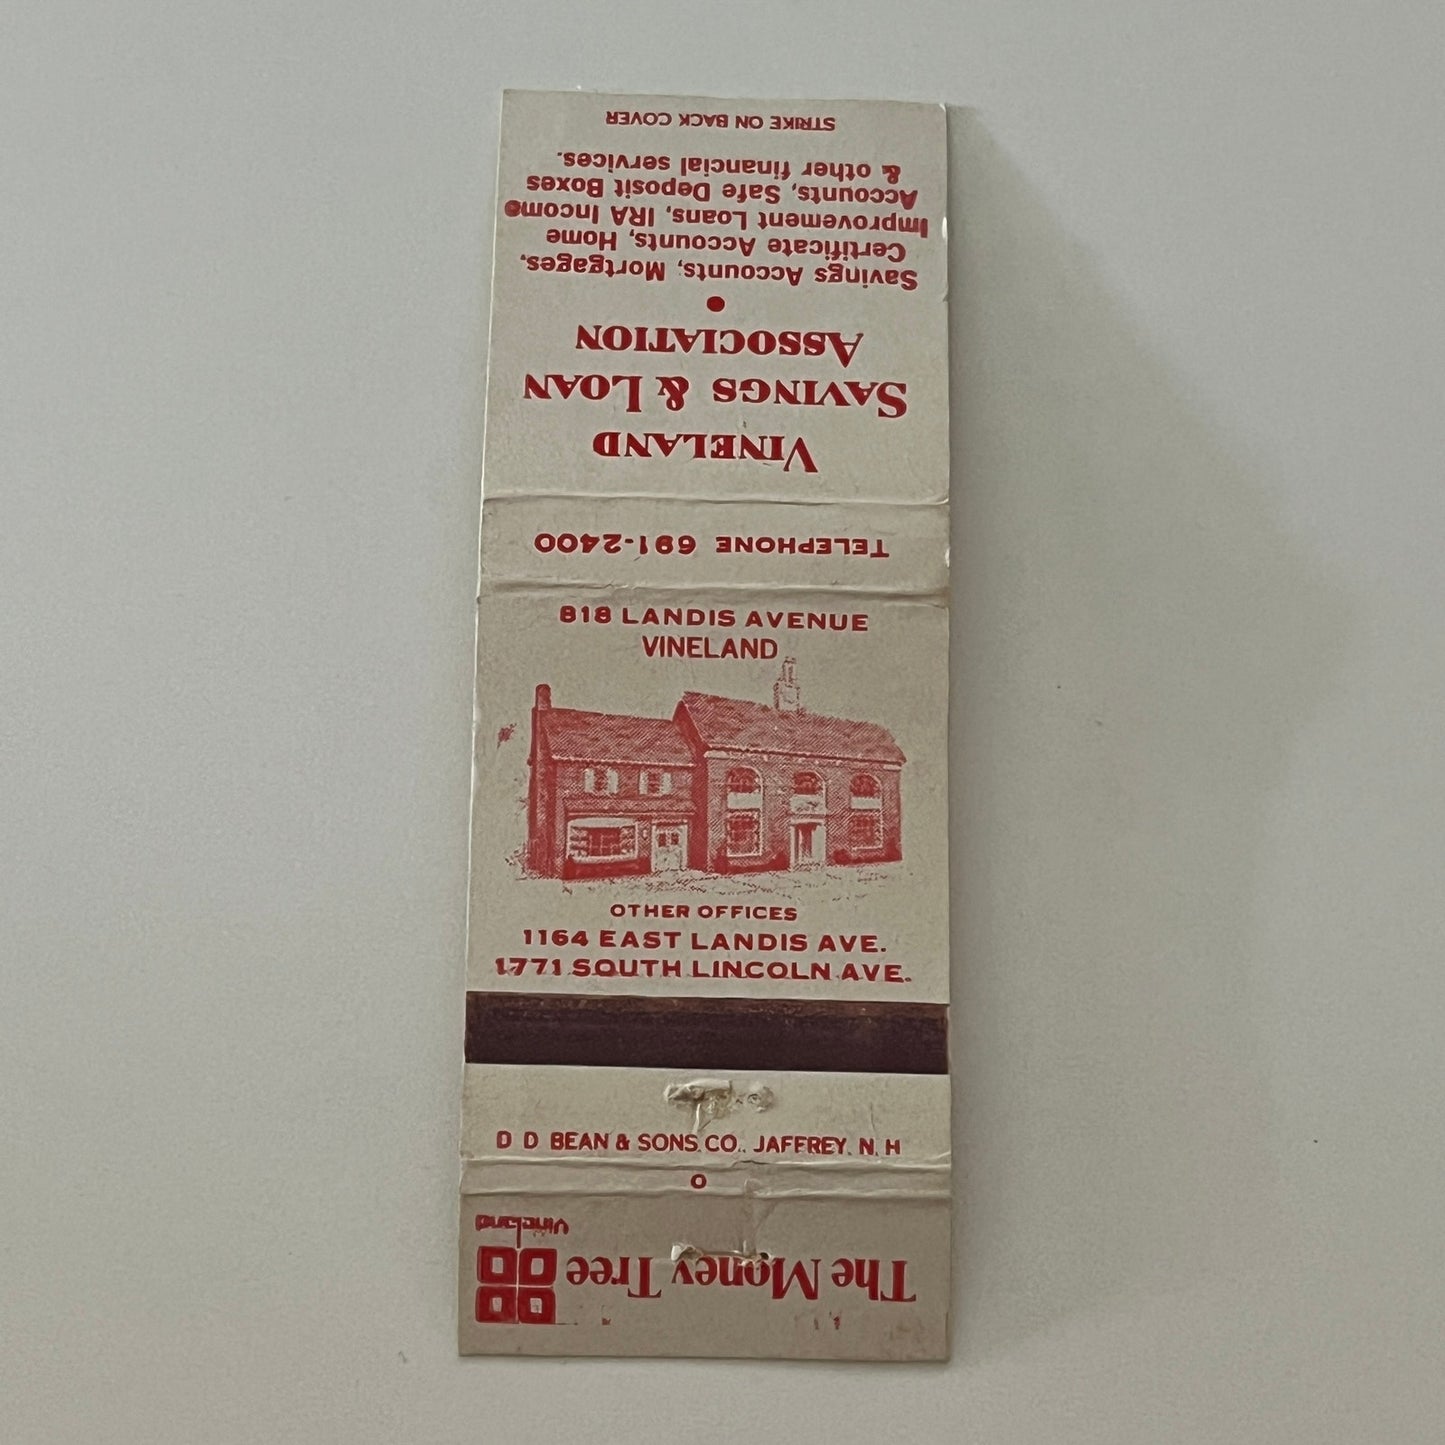 VINELAND
SAVINGS & LOAN
ASSOCIATION
Savings Accounts, Mortgages,
Certificate Accounts, Home
Improvement Loans, IRA Income
Accounts, Safe Deposit Boxes
& other financial services.
STRIKE ON BACK COVER
TELEPHONE 691-2400
818 LANDIS AVENUE
VINELAND
OTHER OFFICES
1164 EAST LANDIS AVE.
1771 SOUTH LINCOLN AVE.
D D BEAN & SONS CO., JAFFREY, N. H
O
The Money Tree
Vineland